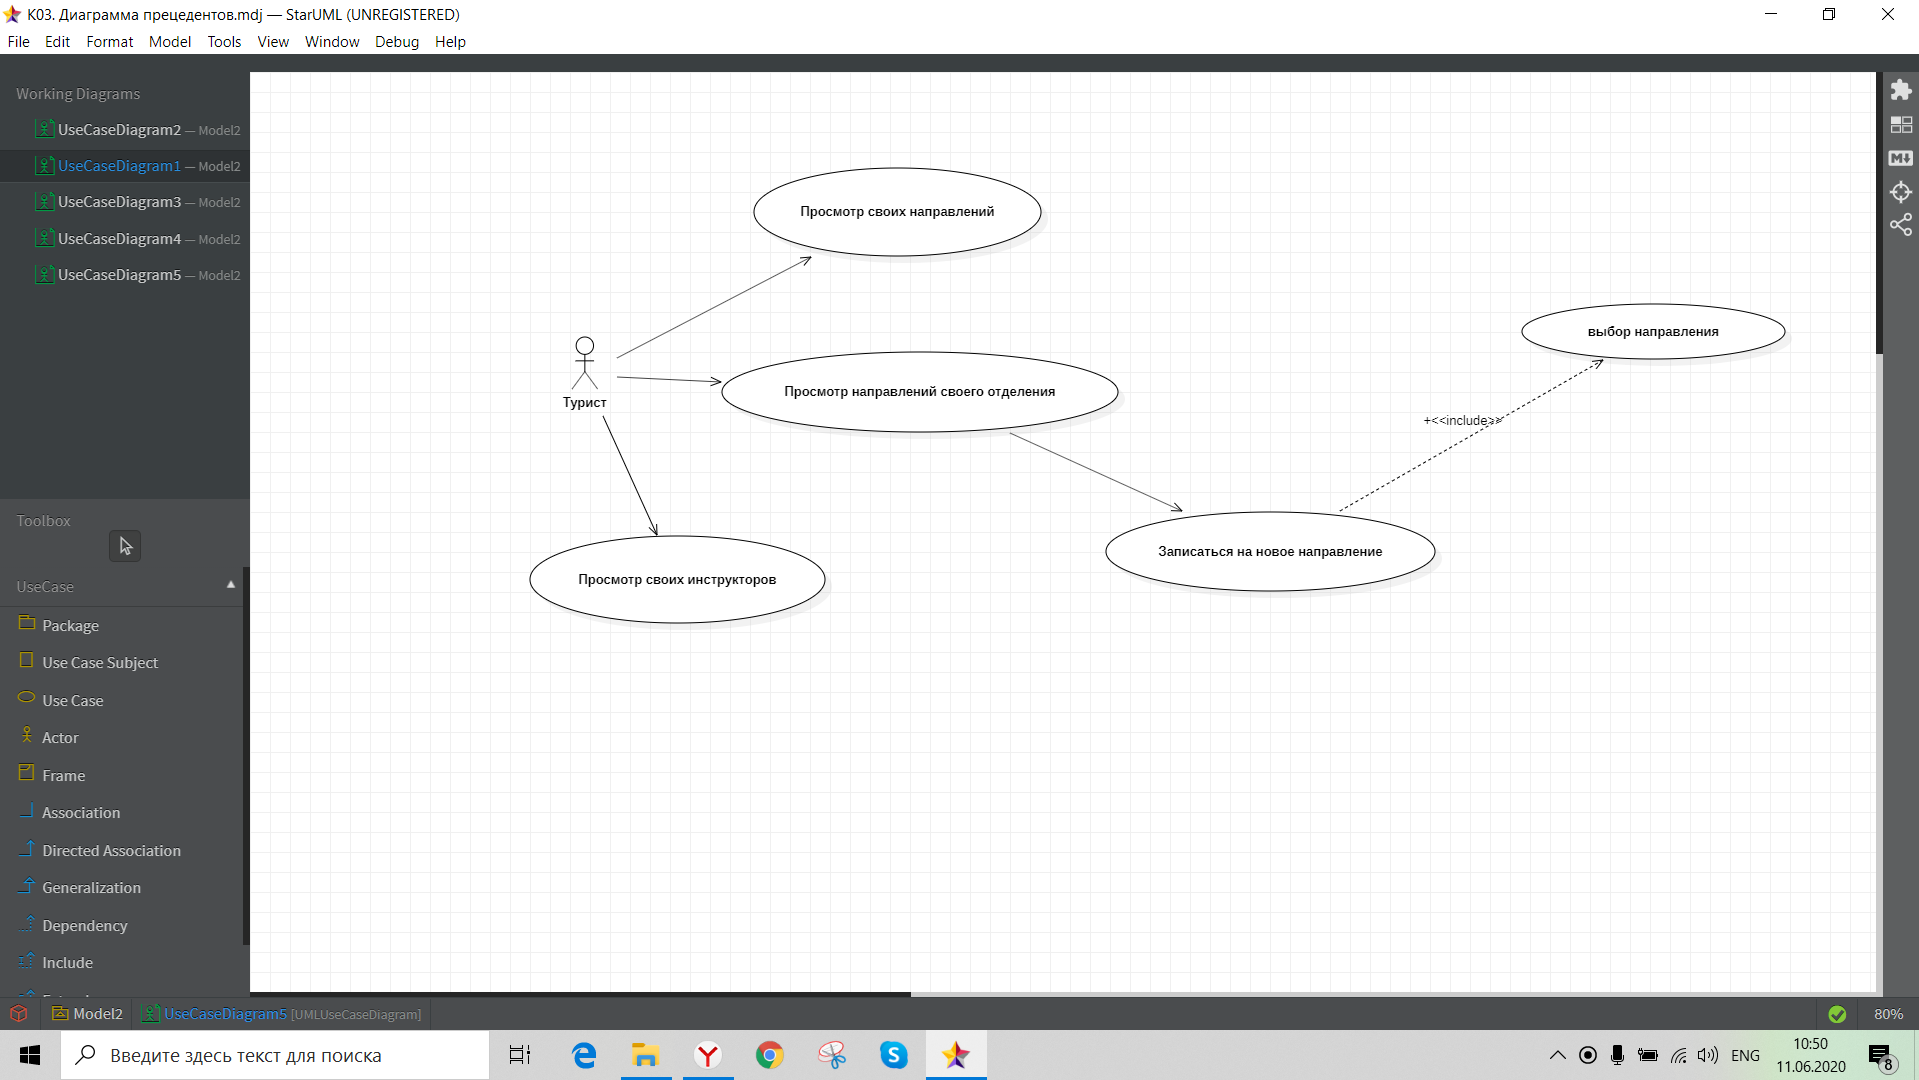 K03. Диаграмма прецедентов.mdj — StarUML (UNREGISTERED)
File Edit Format Model Tools View Window Debug Help
Working Diagrams
UseCaseDiagram2 — Model2
UseCaseDiagram1 — Model2
UseCaseDiagram3 — Model2
UseCaseDiagram4 — Model2
UseCaseDiagram5 — Model2
Просмотр своих направлений
выбор направления
Турист
Просмотр направлений своего отделения
+<<include>>
Записаться на новое направление
Просмотр своих инструкторов
Toolbox
UseCase
Package
Use Case Subject
Use Case
Actor
Frame
Association
Directed Association
Generalization
Dependency
Include
Model2 UseCaseDiagram5 [UMLUseCaseDiagram]
80%
Введите здесь текст для поиска
ENG
10:50
11.06.2020
8